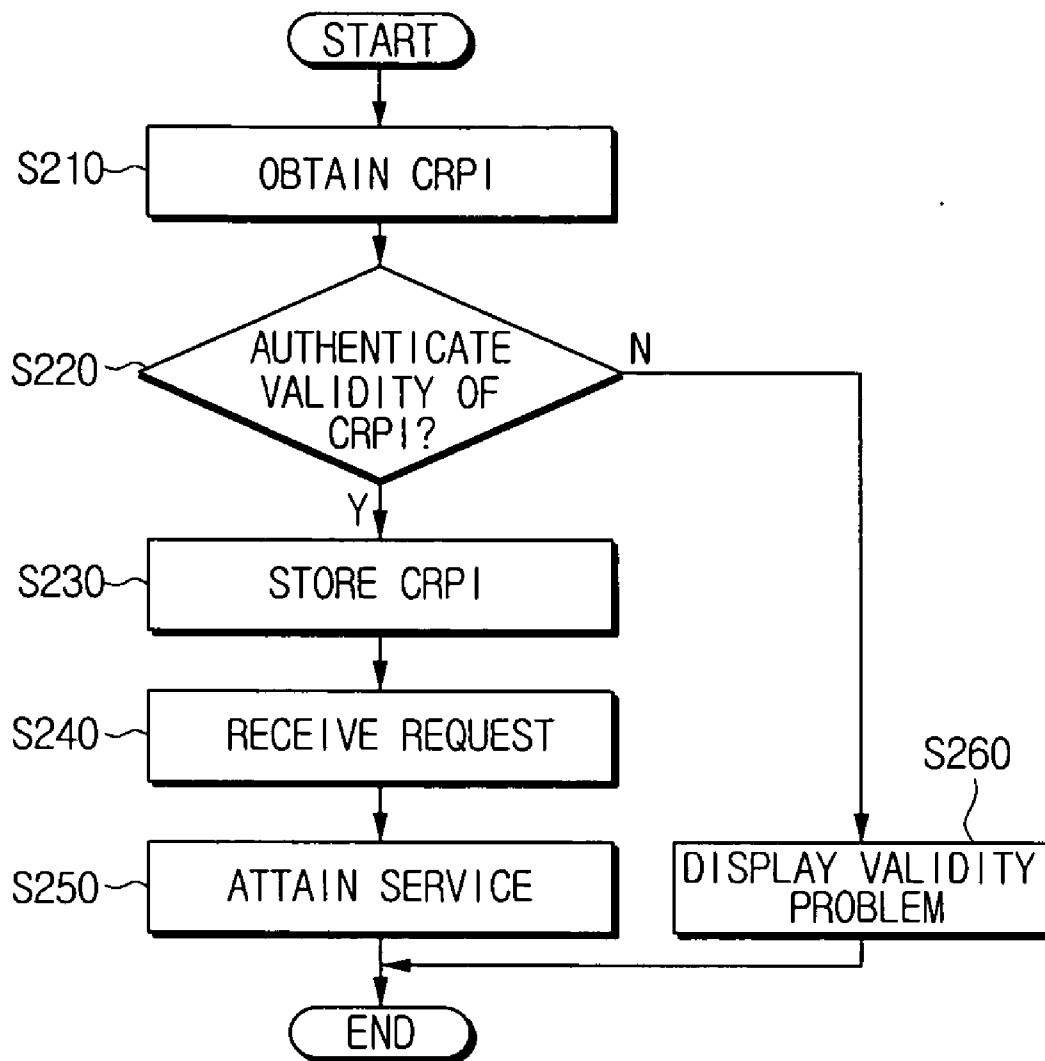 START
S210
OBTAIN CRPI
S220
AUTHENTICATE
VALIDITY OF
CRPI?
N
Y
S230
STORE CRPI
S240
RECEIVE REQUEST
S260
S250
ATTAIN SERVICE
DISPLAY VALIDITY
PROBLEM
END